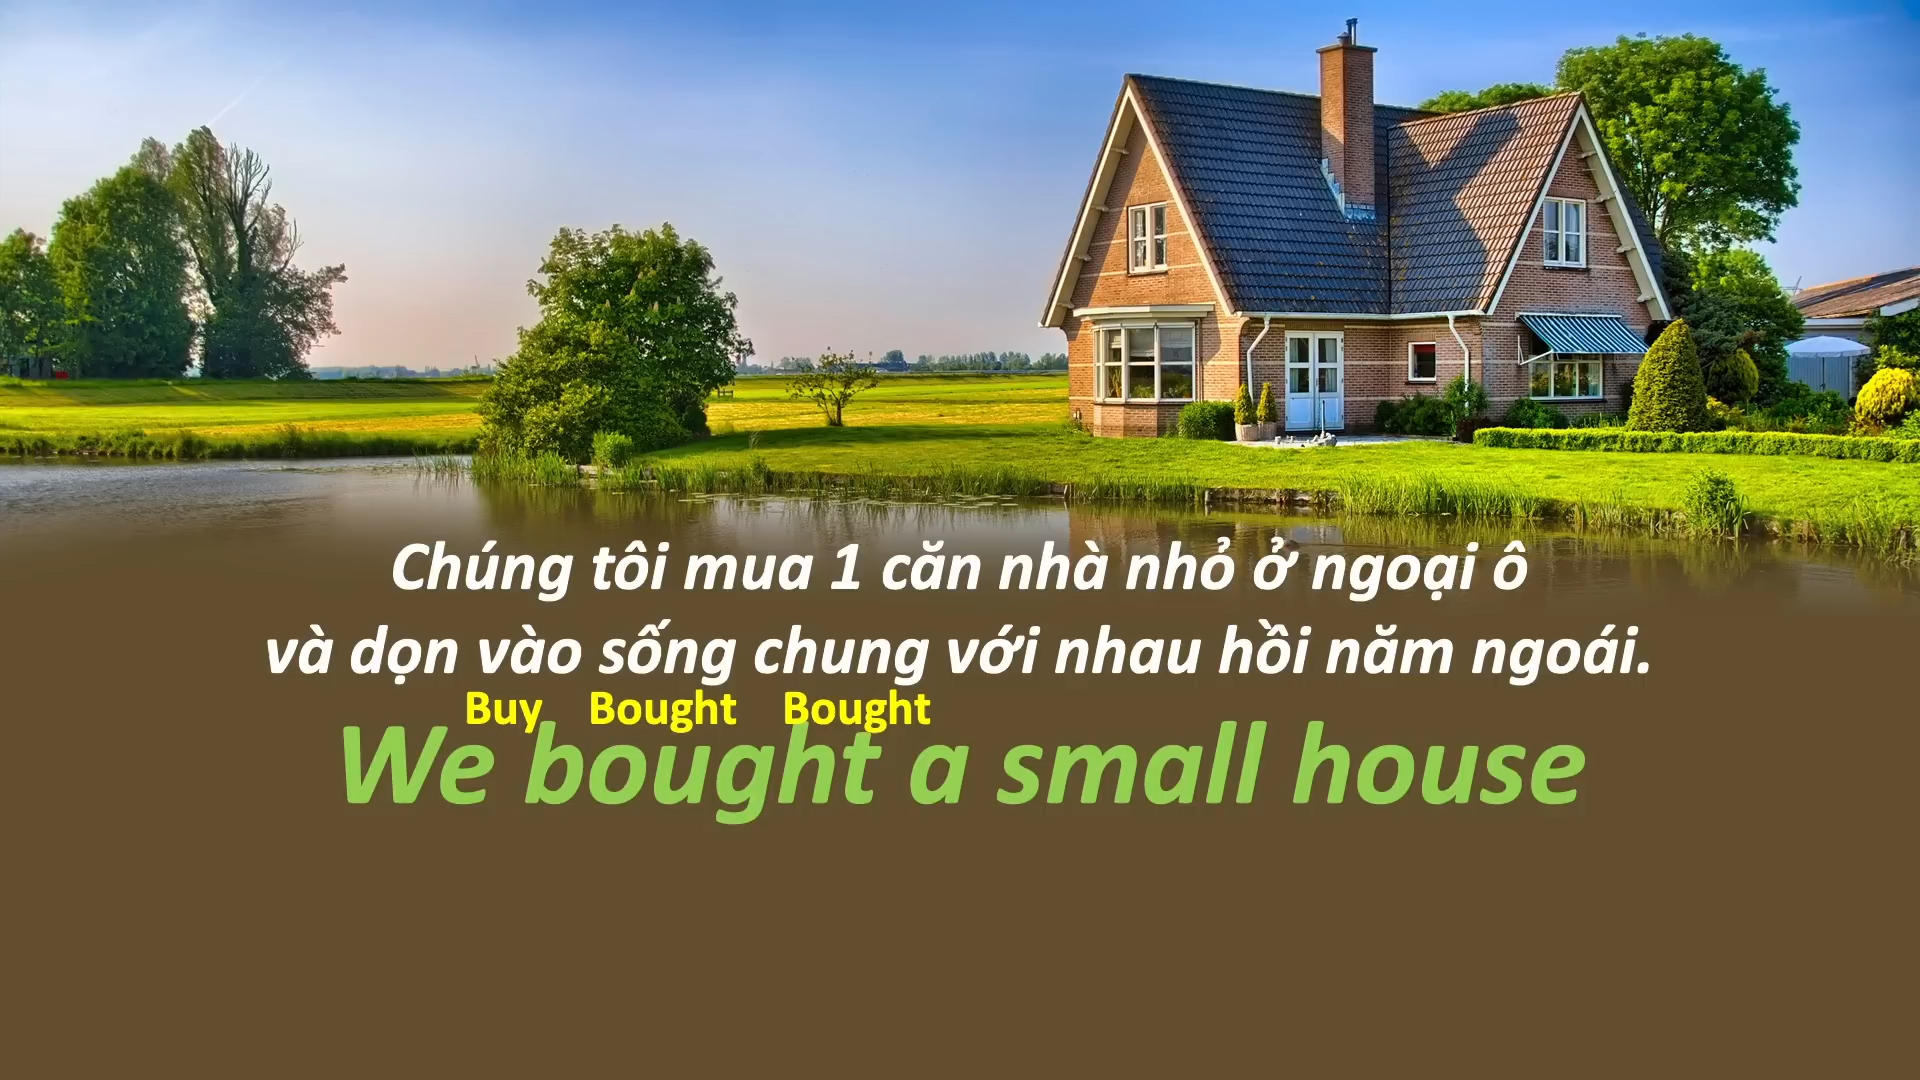 Chúng tôi mua 1 căn nhà nhỏ ở ngoại ô
và dọn vào sống chung với nhau hồi năm ngoái.
Buy Bought Bought
We bought a small house